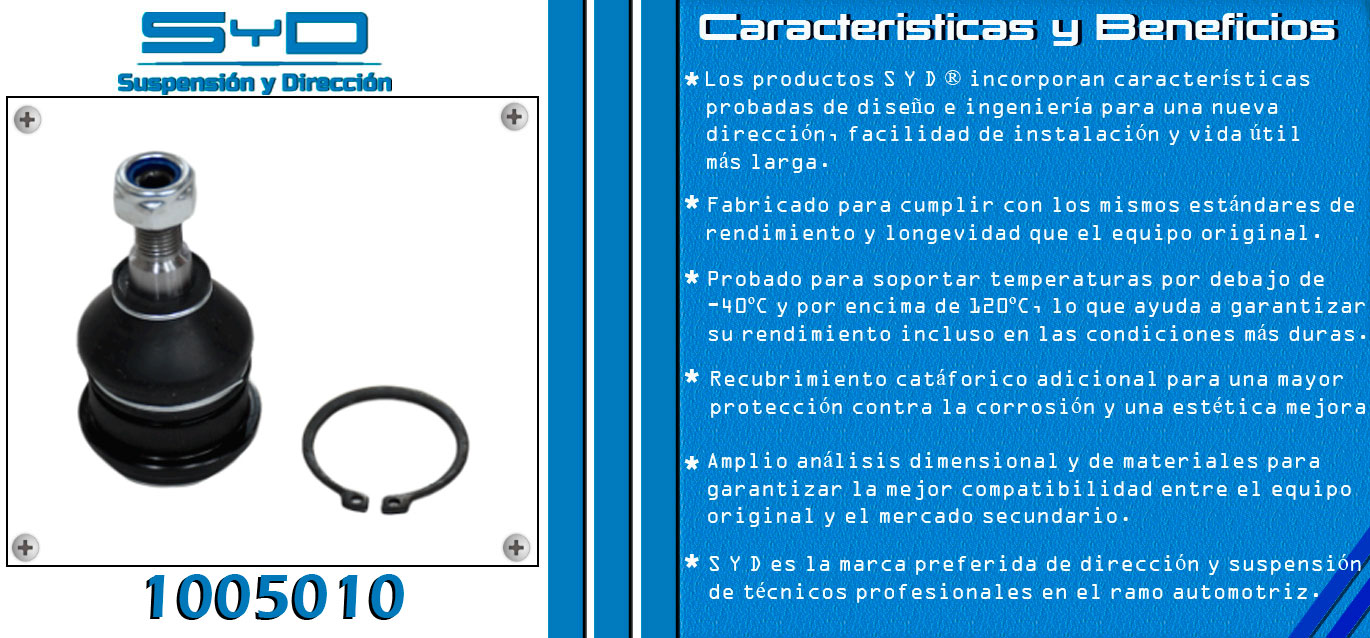 SYD
Suspensión y Dirección
1005010
Caracteristicas y Beneficios
* Los productos S Y D ® incorporan características
probadas de diseño e ingeniería para una nueva
dirección, facilidad de instalación y vida útil
más larga.
* Fabricado para cumplir con los mismos estándares de
rendimiento y longevidad que el equipo original.
* Probado para soportar temperaturas por debajo de
-40ºC y por encima de 120ºC, lo que ayuda a garantizar
su rendimiento incluso en las condiciones más duras.
* Recubrimiento catáforico adicional para una mayor
protección contra la corrosión y una estética mejora
* Amplio análisis dimensional y de materiales para
garantizar la mejor compatibilidad entre el equipo
original y el mercado secundario.
* S Y D es la marca preferida de dirección y suspensión
de técnicos profesionales en el ramo automotriz.